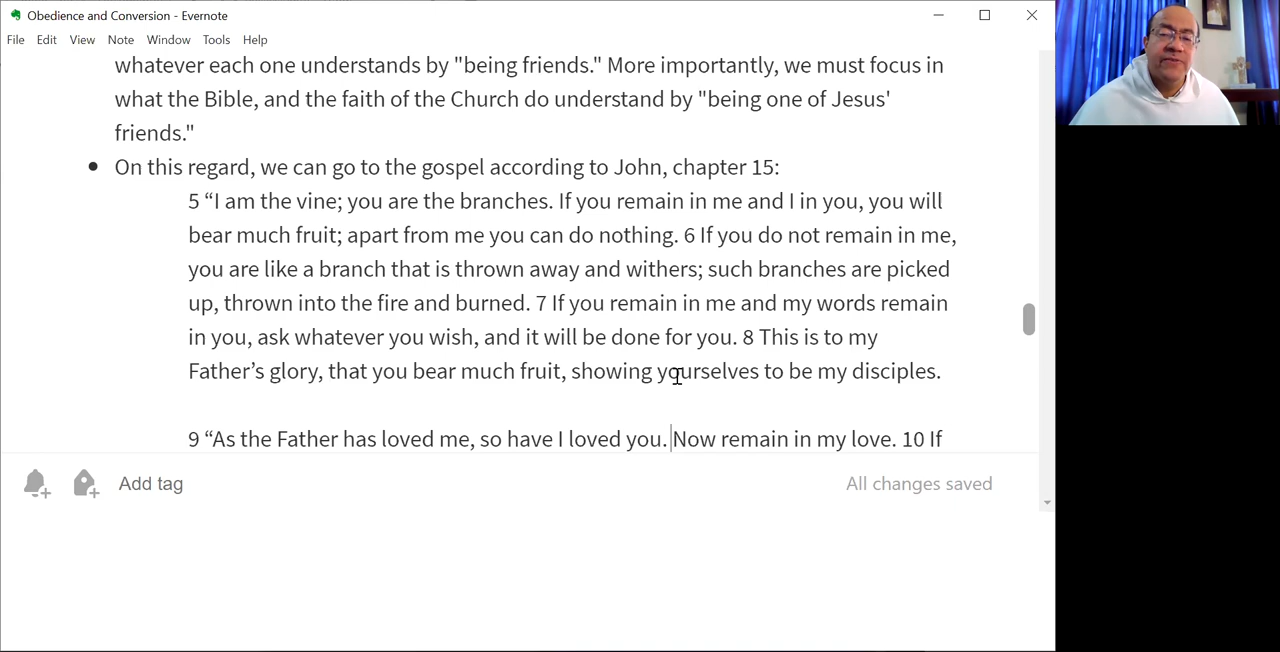 Obedience and Conversion - Evernote
File Edit View Note Window Tools Help
whatever each one understands by "being friends." More importantly, we must focus in
what the Bible, and the faith of the Church do understand by "being one of Jesus'
friends."
On this regard, we can go to the gospel according to John, chapter 15:
5 “I am the vine; you are the branches. If you remain in me and I in you, you will
bear much fruit; apart from me you can do nothing. 6 If you do not remain in me,
you are like a branch that is thrown away and withers; such branches are picked
up, thrown into the fire and burned. 7 If you remain in me and my words remain
in you, ask whatever you wish, and it will be done for you. 8 This is to my
Father’s glory, that you bear much fruit, showing yourselves to be my disciples.
9 “As the Father has loved me, so have I loved you. Now remain in my love. 10 If
Add tag
All changes saved